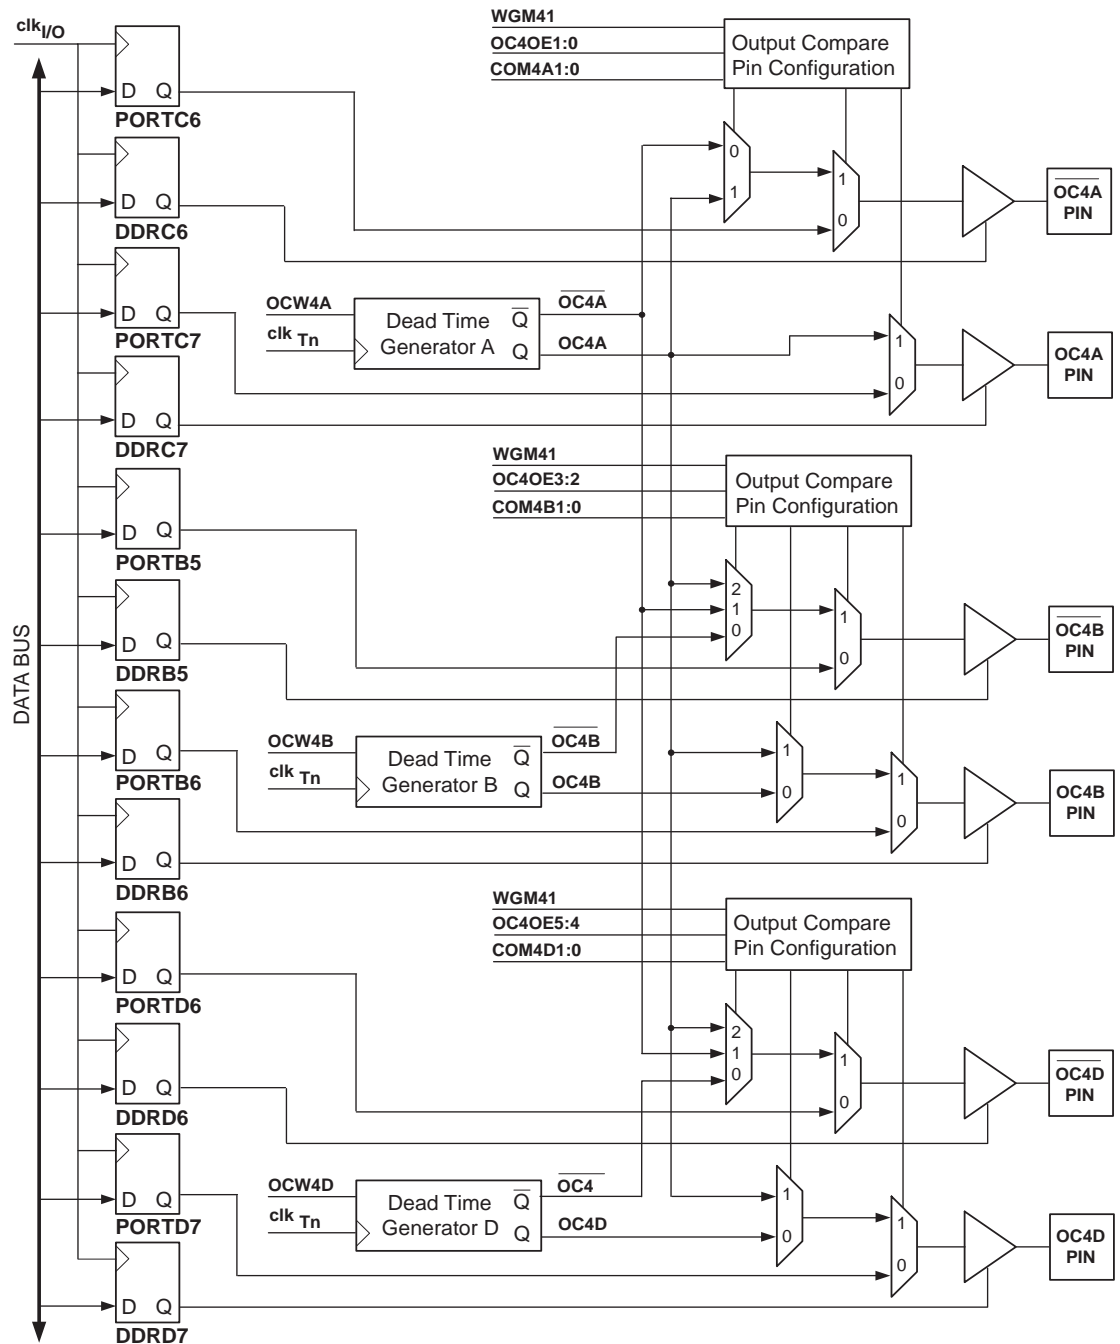 clkI/O
D Q
PORTC6
D Q
DDRC6
D Q
PORTC7
D Q
DDRC7
D Q
PORTB5
D Q
DDRB5
D Q
PORTB6
D Q
DDRB6
D Q
PORTD6
D Q
DDRD6
D Q
PORTD7
D Q
DDRD7
DATA BUS
WGM41
OC4OE1:0
COM4A1:0
Output Compare
Pin Configuration
0
1
1
0
OC4A
PIN
OCW4A
clk Tn
Dead Time
Generator A
Q
Q
OC4A
OC4A
1
0
OC4A
PIN
WGM41
OC4OE3:2
COM4B1:0
Output Compare
Pin Configuration
2
1
0
1
0
OC4B
PIN
OCW4B
clk Tn
Dead Time
Generator B
Q
Q
OC4B
OC4B
1
0
1
0
OC4B
PIN
WGM41
OC4OE5:4
COM4D1:0
Output Compare
Pin Configuration
2
1
0
1
0
OC4D
PIN
OCW4D
clk Tn
Dead Time
Generator D
Q
Q
OC4
OC4D
1
0
1
0
OC4D
PIN